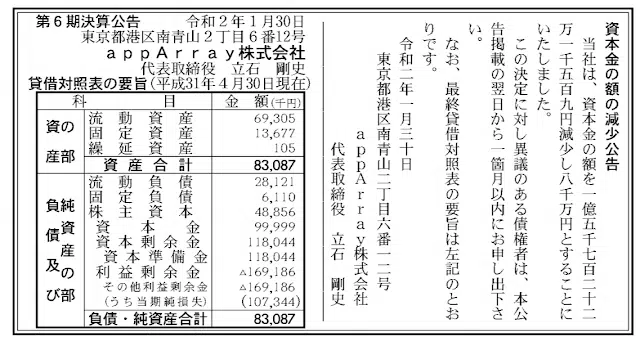 資本金の額の減少公告
当社は、資本金の額を一億五千七百二十二
万一千五百九円減少し八千万円とすることに
いたしました。
この決定に対し異議のある債権者は、本公
告掲載の翌日から一箇月以内にお申し出下さ
い。
なお、最終貸借対照表の要旨は左記のとお
りです。
令和二年一月三十日
東京都港区南青山二丁目六番一二号
appArray株式会社
代表取締役 立石 剛史
第6期決算公告 令和2年1月30日
東京都港区南青山2丁目6番12号
appArray株式会社
代表取締役 立石 剛史
貸借対照表の要旨(平成31年4月30日現在)
科目 金額(千円)
資産の部
流動資産 69,305
固定資産 13,677
繰延資産 105
資産合計 83,087
負債及び純資産の部
流動負債 28,121
固定負債 6,110
株主資本 48,856
資本金 99,999
資本剰余金 118,044
資本準備金 118,044
利益剰余金 △169,186
その他利益剰余金 △169,186
(うち当期純損失) (107,344)
負債・純資産合計 83,087